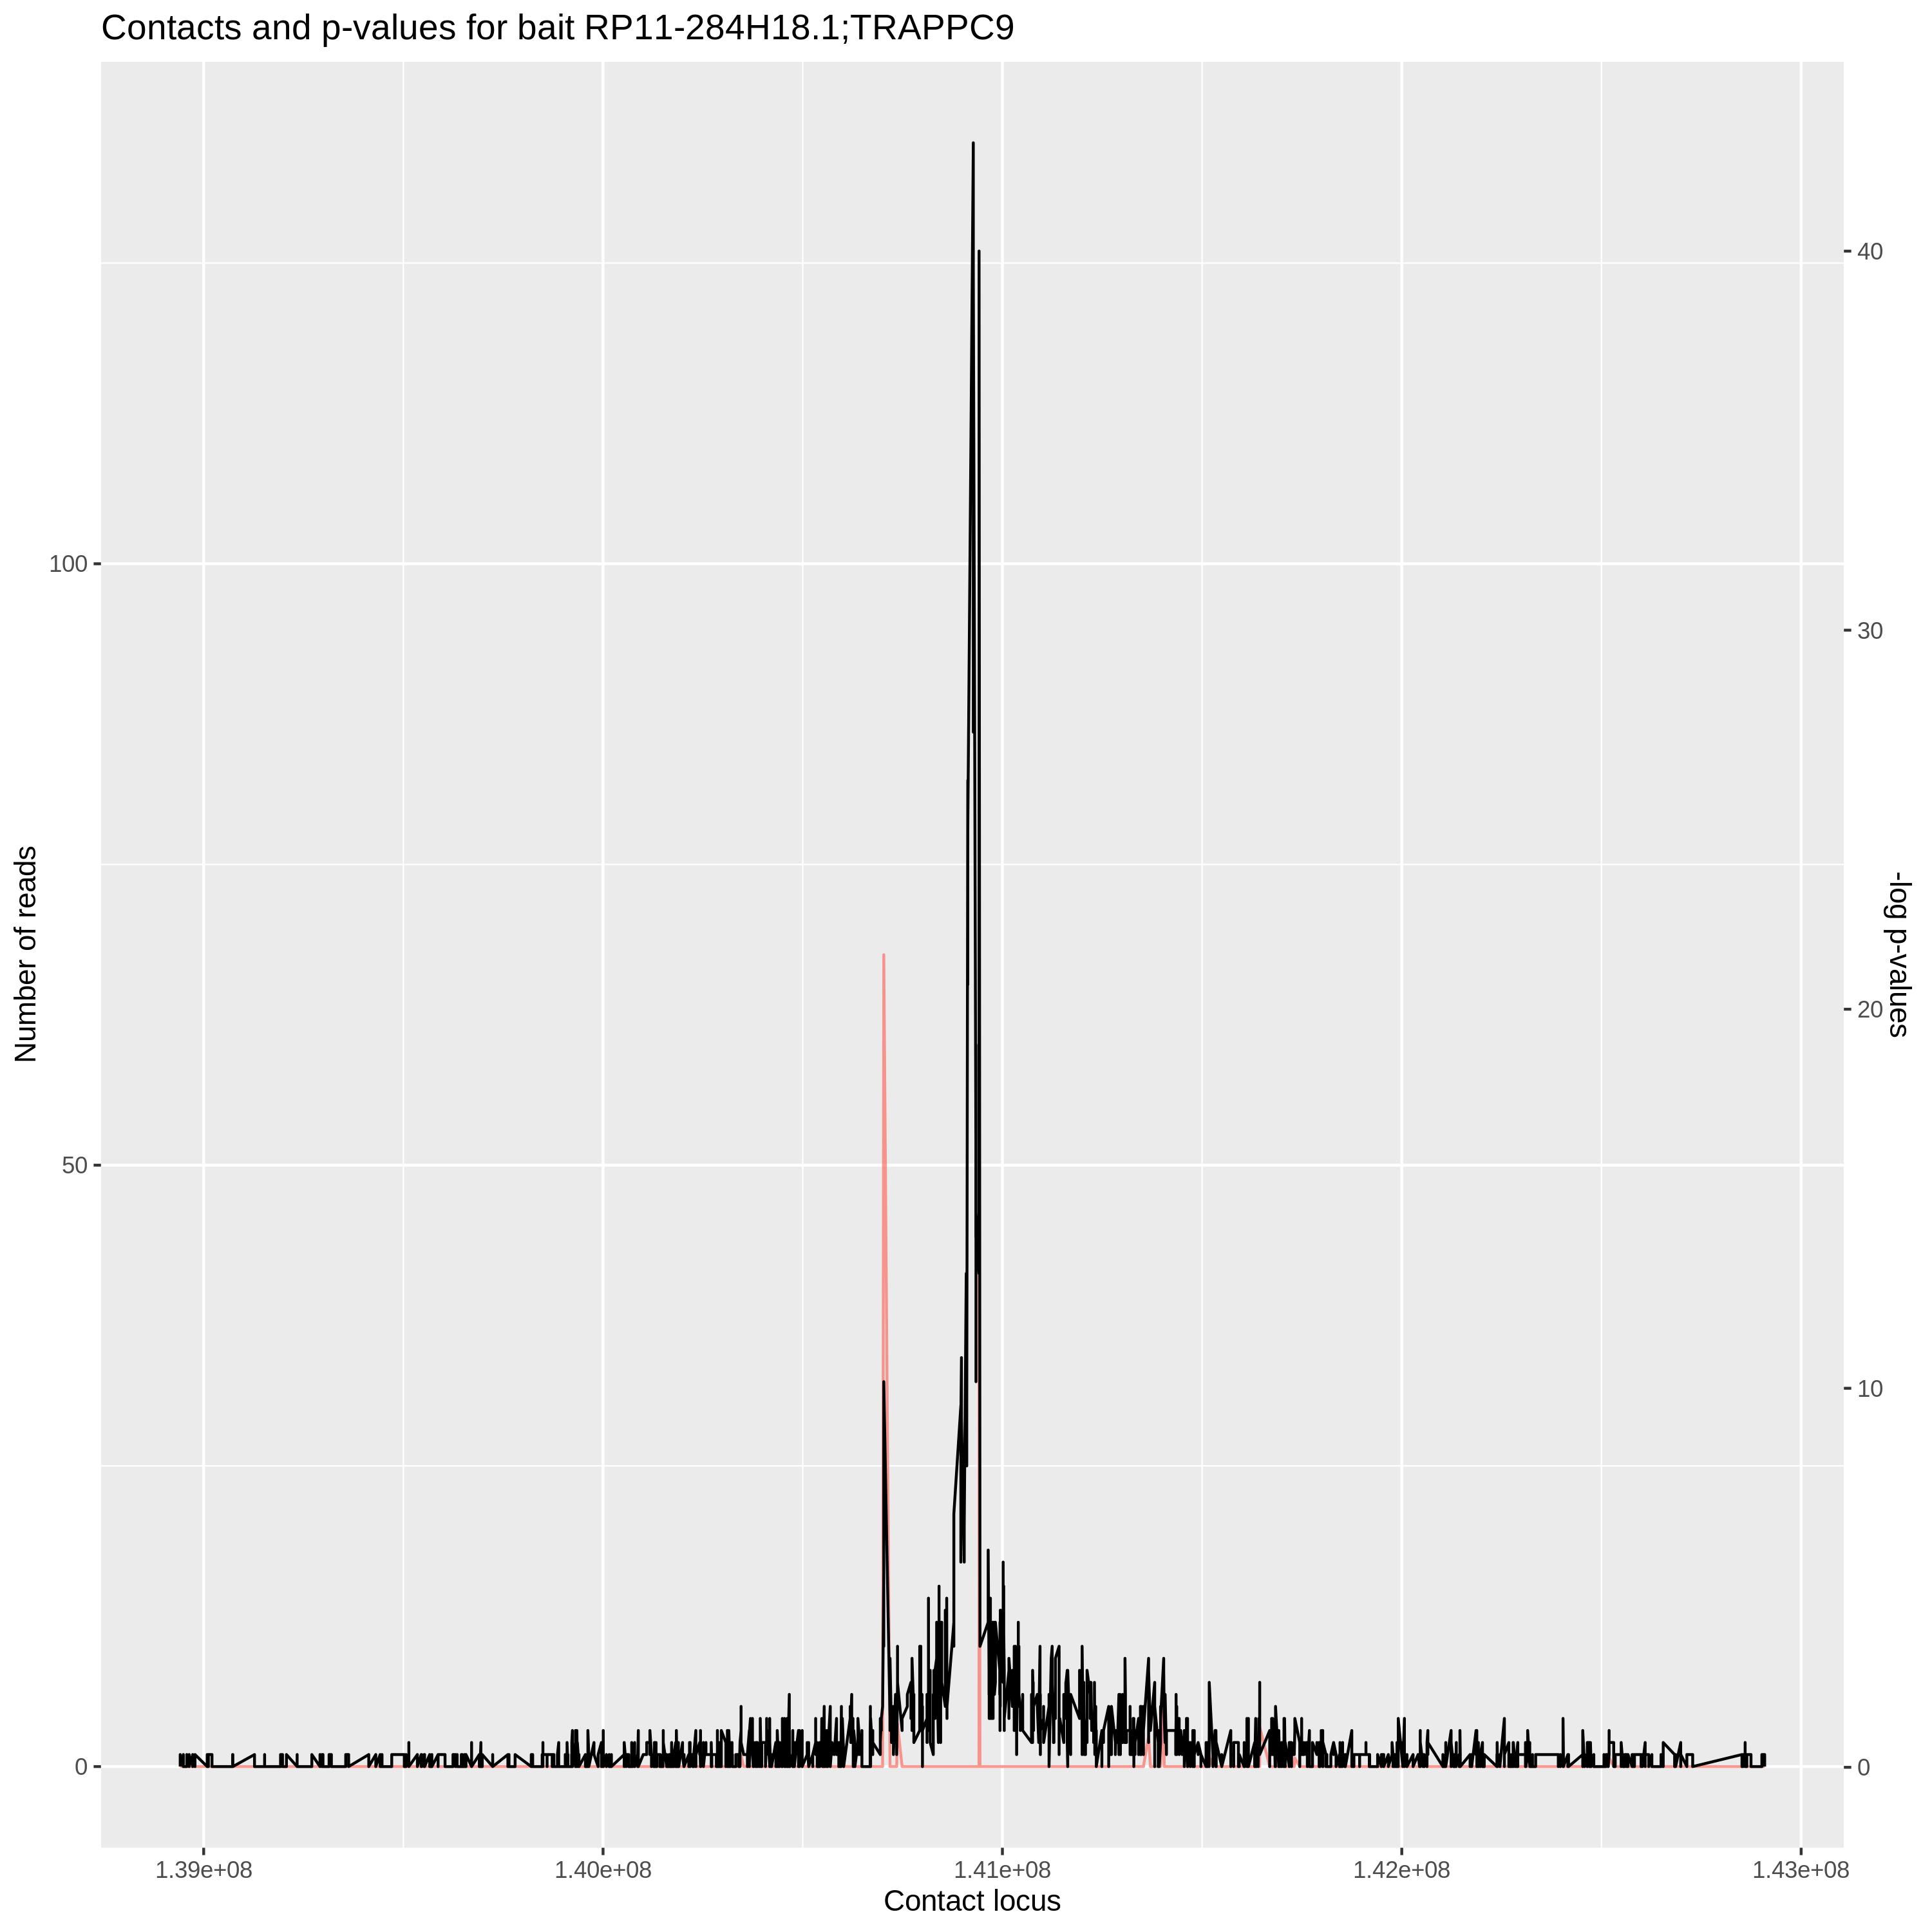 Contacts and p-values for bait RP11-284H18.1;TRAPPC9
Number of reads
100
50
0
40
30
20
10
0
-log p-values
1.39e+08
1.40e+08
1.41e+08
1.42e+08
1.43e+08
Contact locus